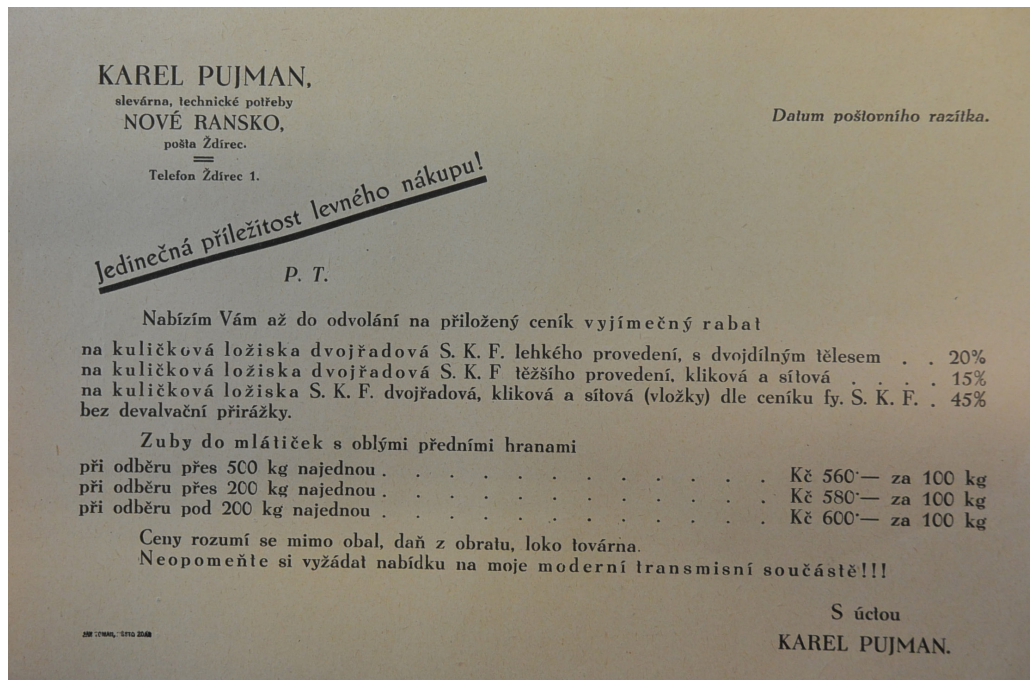 KAREL PUJMAN,
slevárna, technické potřeby
NOVÉ RANSKO,
pošta Ždírec.
Telefon Ždírec 1.
Datum poštovního razítka.
Jedinečná příležitost levného nákupu!
P. T.
Nabízím Vám až do odvolání na přiložený ceník vyjímečný rabat
na kuličková ložiska dvojřadová S. K. F. lehkého provedení, s dvojdílným tělesem . . 20%
na kuličková ložiska dvojřadová S. K. F těžšího provedení, kliková a sítová . . . . 15%
na kuličková ložiska S. K. F. dvojřadová, kliková a sítová (vložky) dle ceníku fy. S. K. F. . 45%
bez devalvační přirážky.
Zuby do mlátiček s oblými předními hranami
při odběru přes 500 kg najednou . . . . . . . . . . . . Kč 560·— za 100 kg
při odběru přes 200 kg najednou . . . . . . . . . . . . Kč 580·— za 100 kg
při odběru pod 200 kg najednou . . . . . . . . . . . . Kč 600·— za 100 kg
Ceny rozumí se mimo obal, daň z obratu, loko továrna.
Neopomeňte si vyžádat nabídku na moje moderní transmisní součástě!!!
S úctou
KAREL PUJMAN.